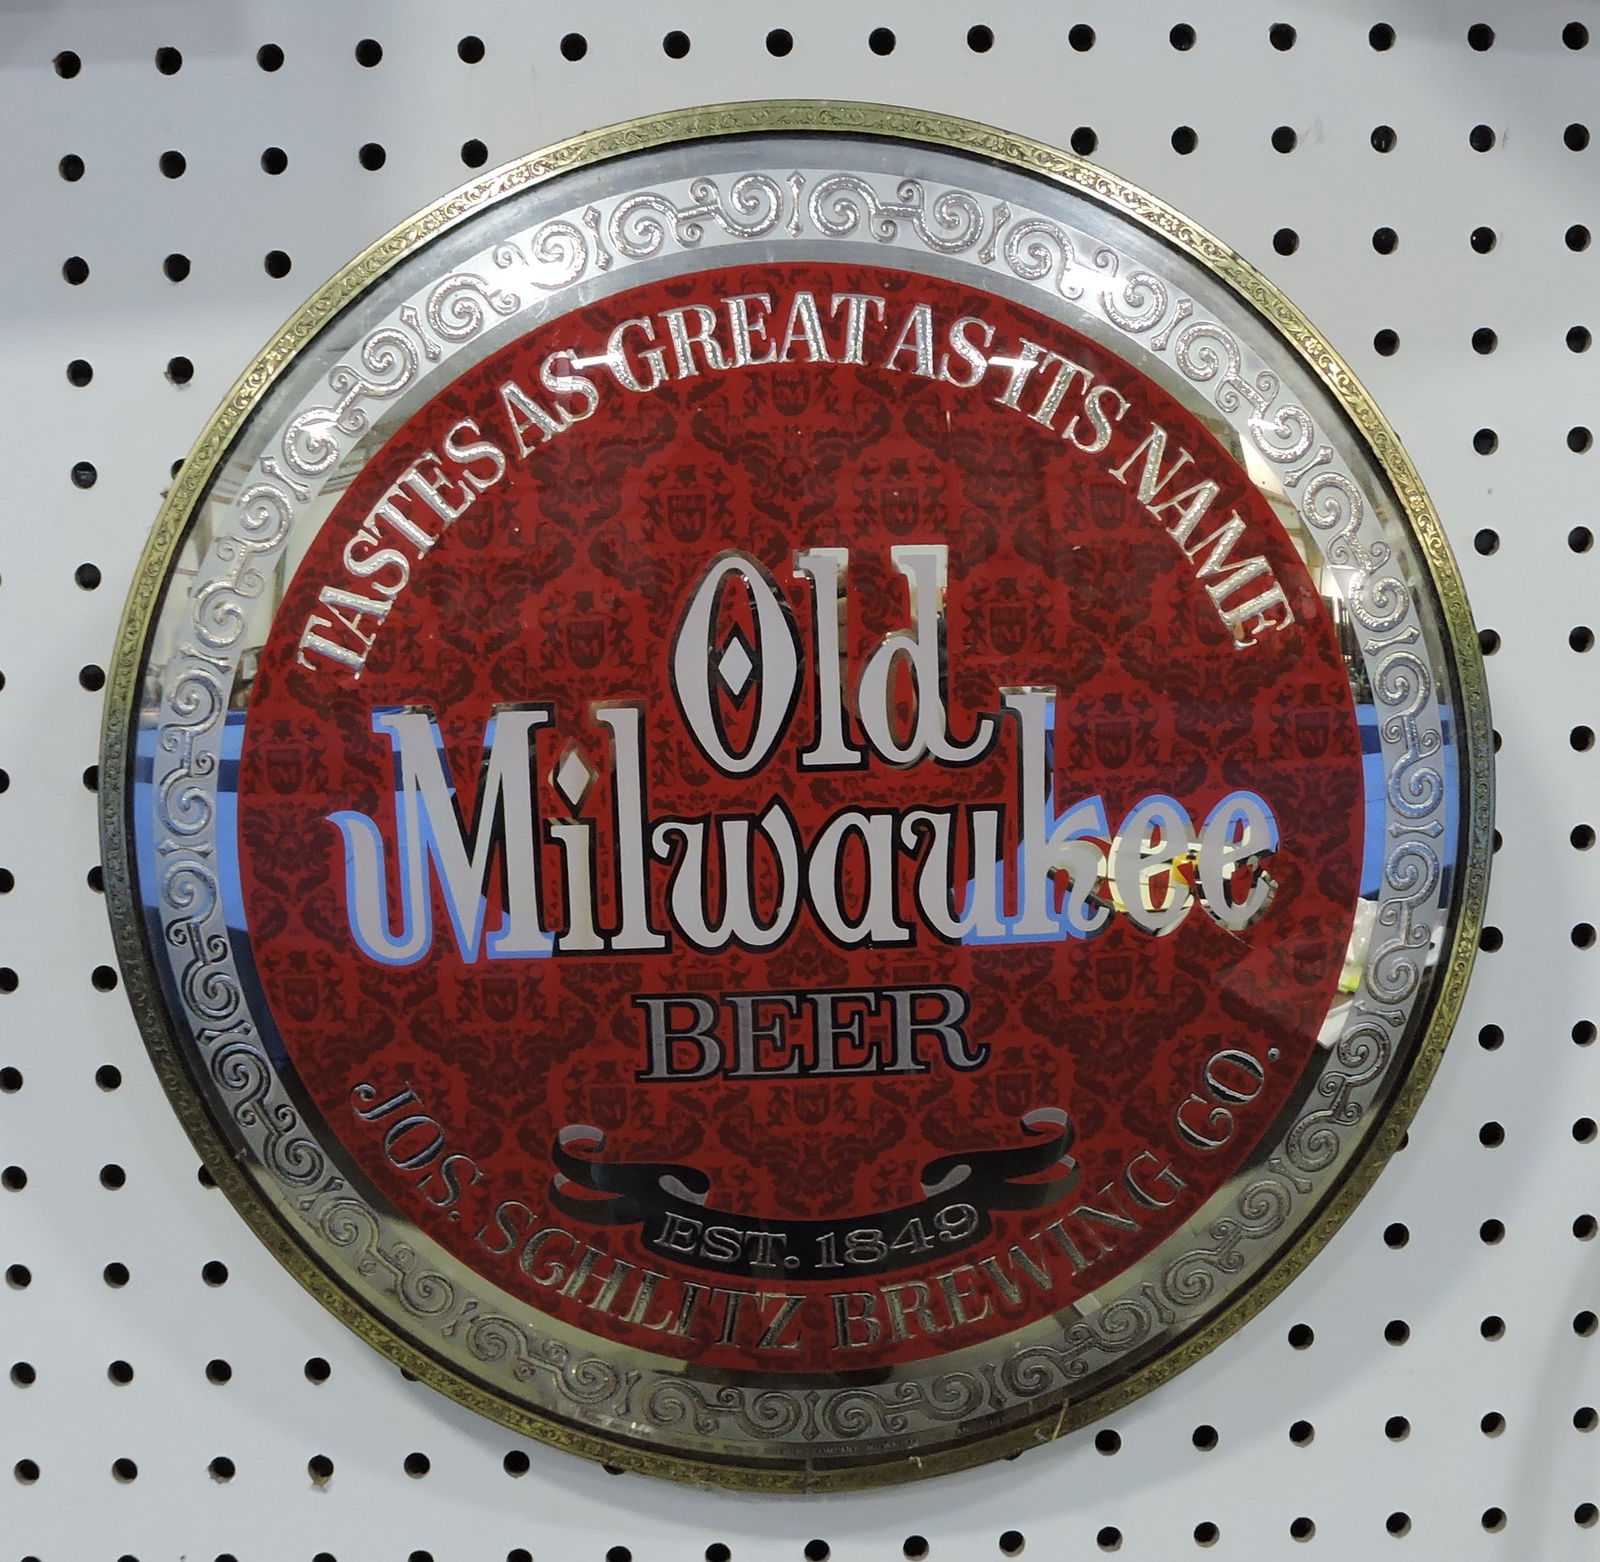 TASTES AS GREAT AS ITS NAME
Old
Milwaukee
BEER
EST. 1849
JOS. SCHLITZ BREWING CO.